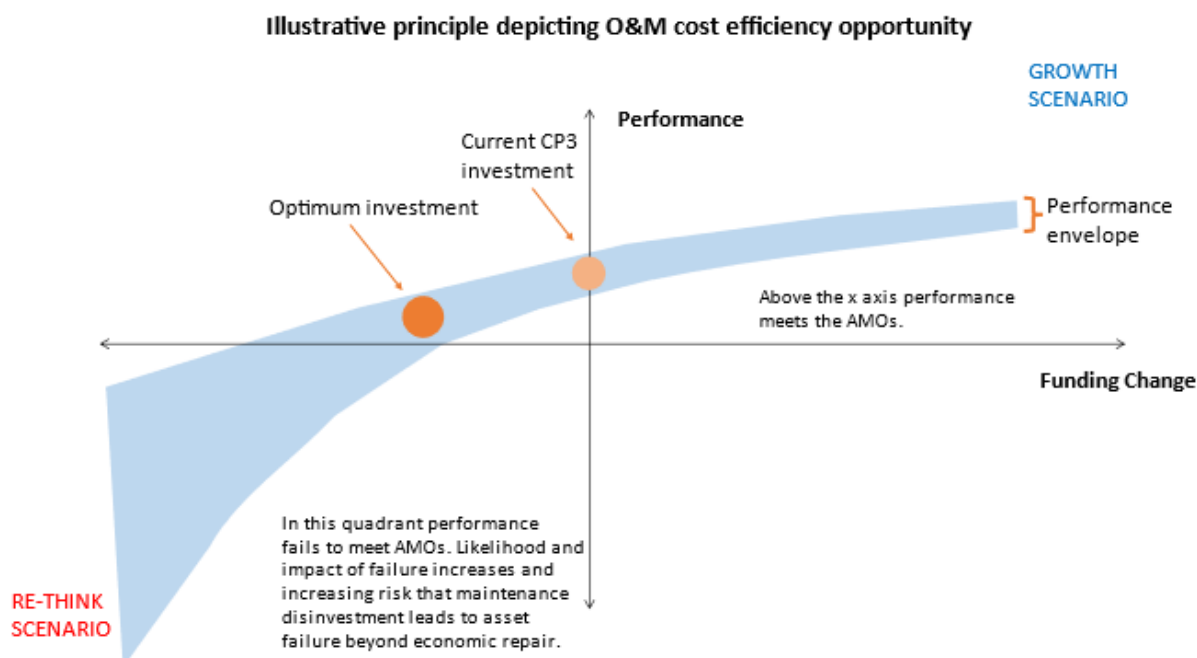 Illustrative principle depicting O&M cost efficiency opportunity
GROWTH
SCENARIO
Performance
Current CP3
investment
Optimum investment
Performance
envelope
Above the x axis performance
meets the AMOs.
Funding Change
In this quadrant performance
fails to meet AMOs. Likelihood and
impact of failure increases and
increasing risk that maintenance
disinvestment leads to asset
failure beyond economic repair.
RE-THINK
SCENARIO